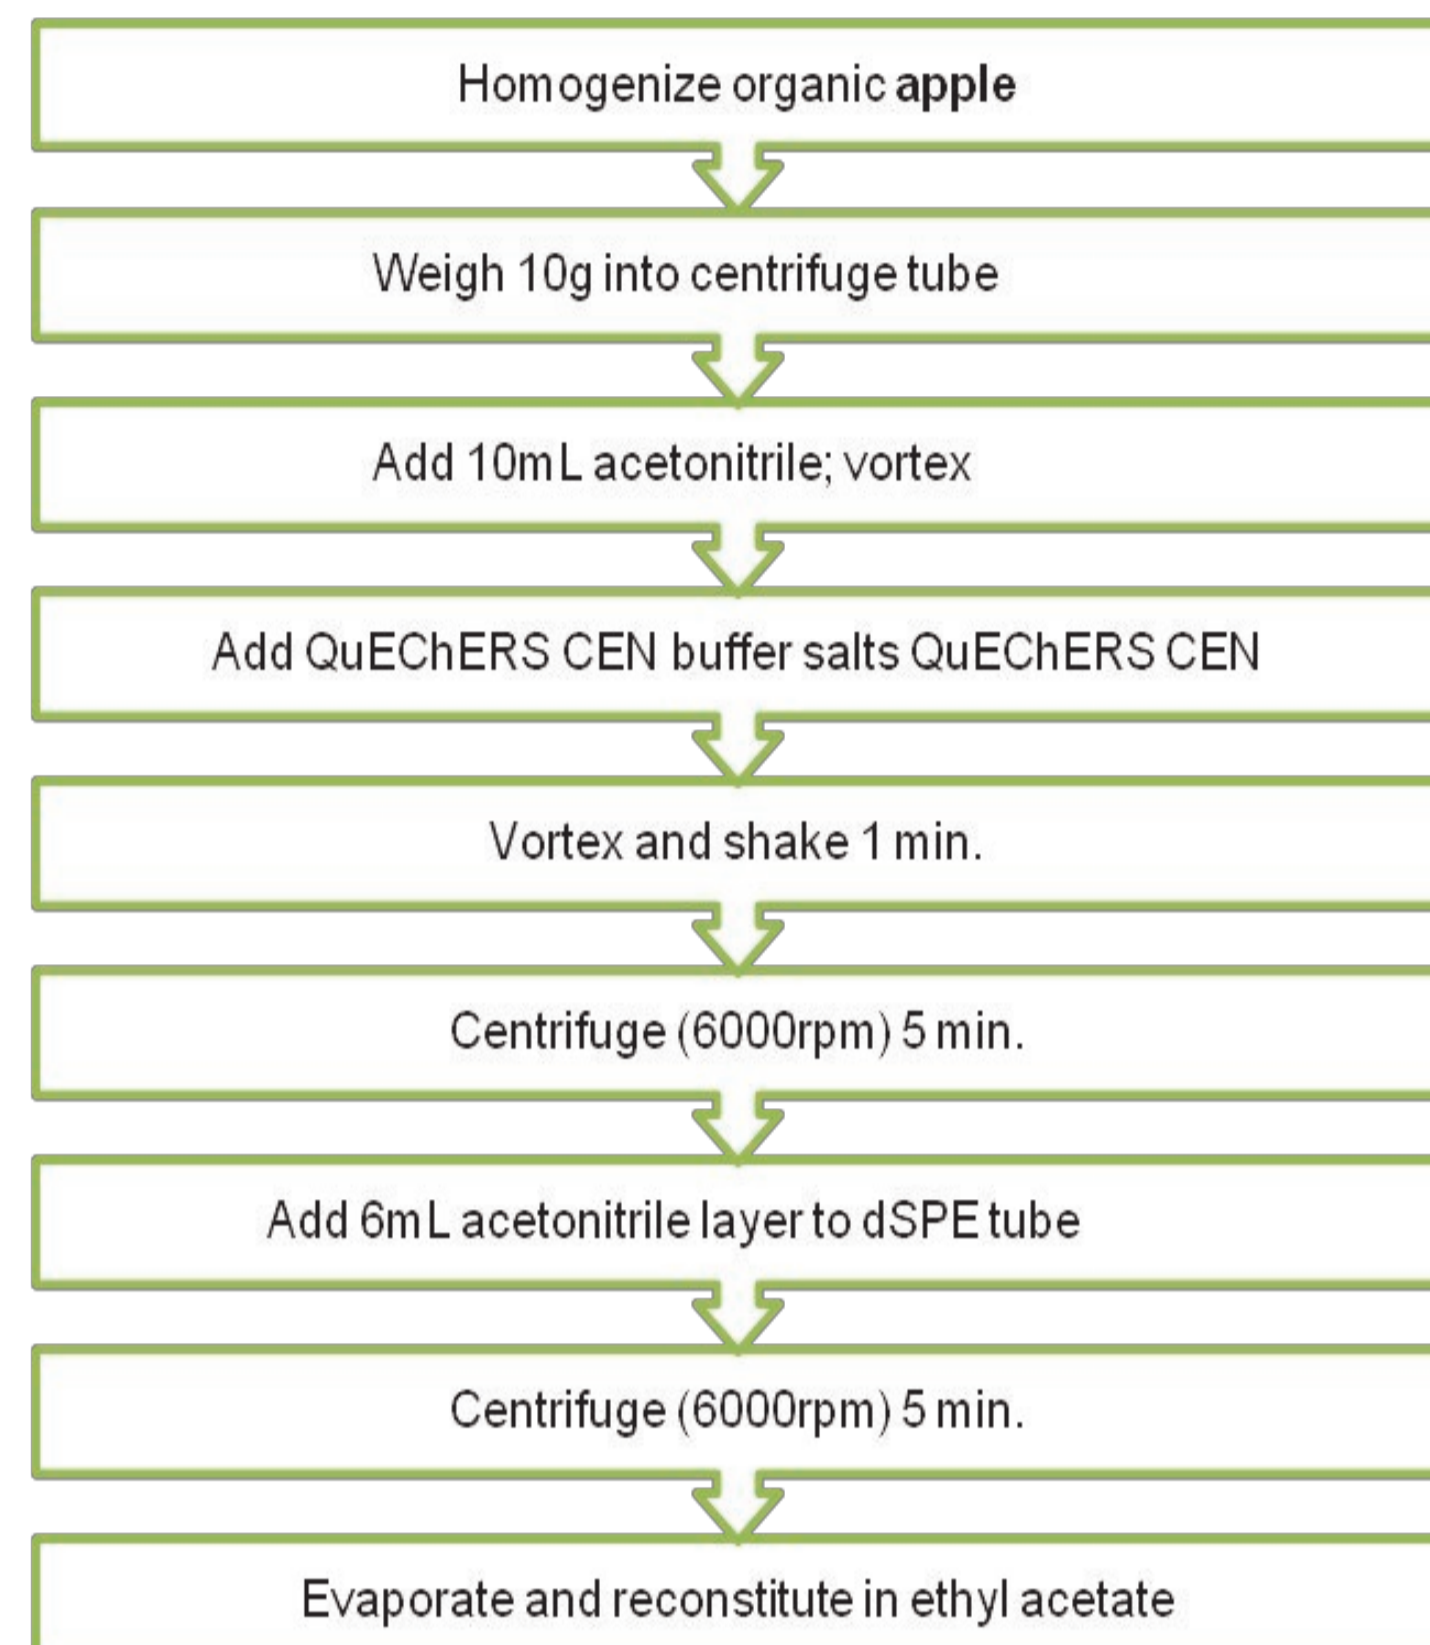 Homogenize organic apple
Weigh 10g into centrifuge tube
Add 10mL acetonitrile; vortex
Add QuEChERS CEN buffer salts QuEChERS CEN
Vortex and shake 1 min.
Centrifuge (6000rpm) 5 min.
Add 6mL acetonitrile layer to dSPE tube
Centrifuge (6000rpm) 5 min.
Evaporate and reconstitute in ethyl acetate